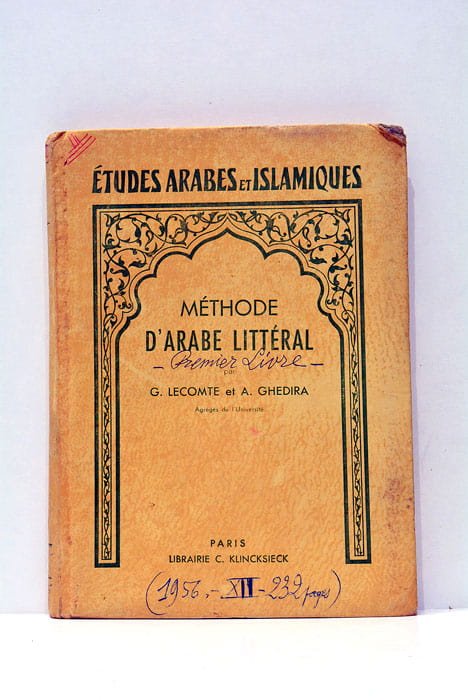 ÉTUDES ARABES ET ISLAMIQUES
MÉTHODE
D'ARABE LITTÉRAL
- Premier Livre -
par
G. LECOMTE et A. GHEDIRA
Agrégés de l'Université
PARIS
LIBRAIRIE C. KLINCKSIECK
(1956.- XII - 232 pages)